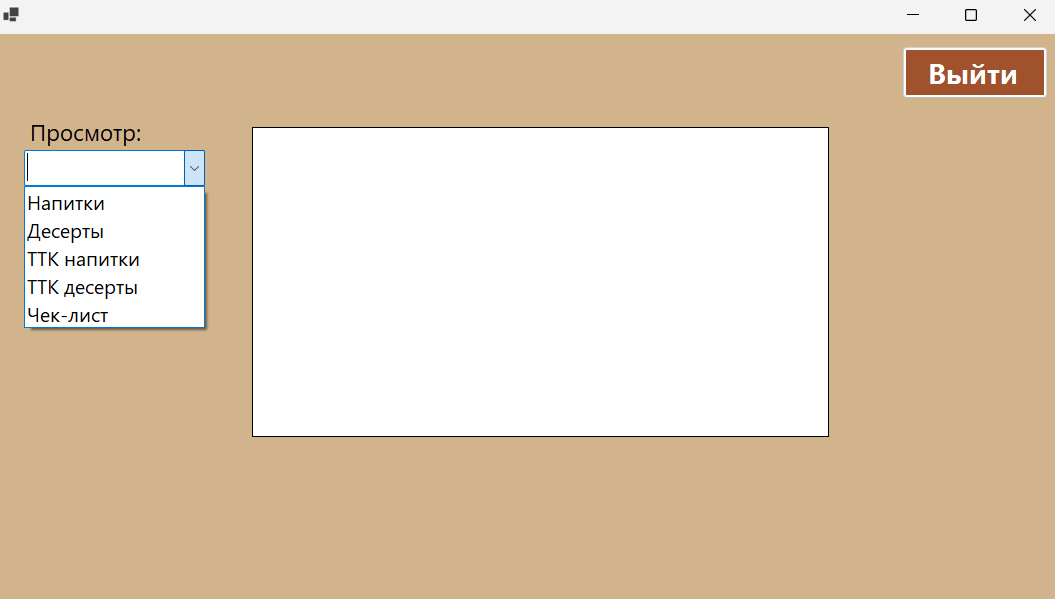 Выйти
Просмотр:
Напитки
Десерты
ТТК напитки
ТТК десерты
Чек-лист